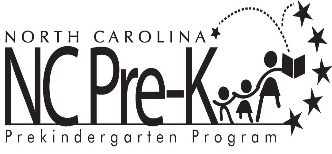 NORTH CAROLINA
NC Pre-K
Prekindergarten Program